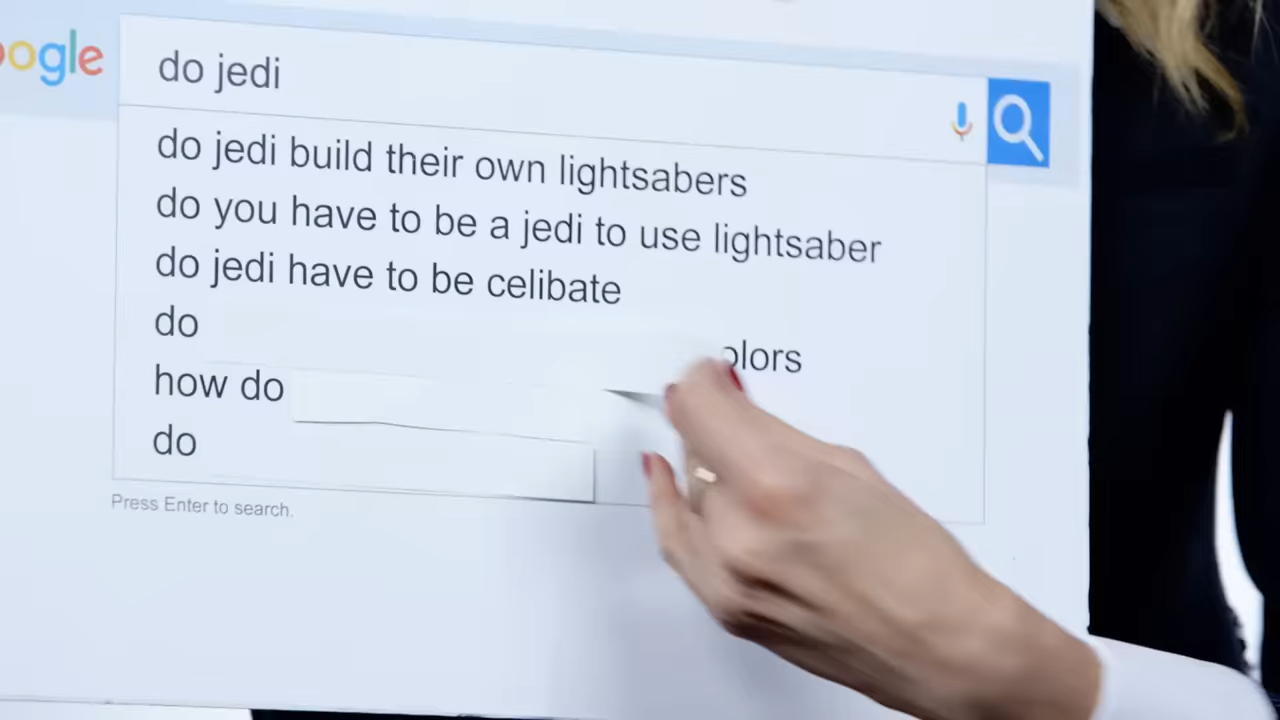 oogle
do jedi
do jedi build their own lightsabers
do you have to be a jedi to use lightsaber
do jedi have to be celibate
do olors
how do
do
Press Enter to search.